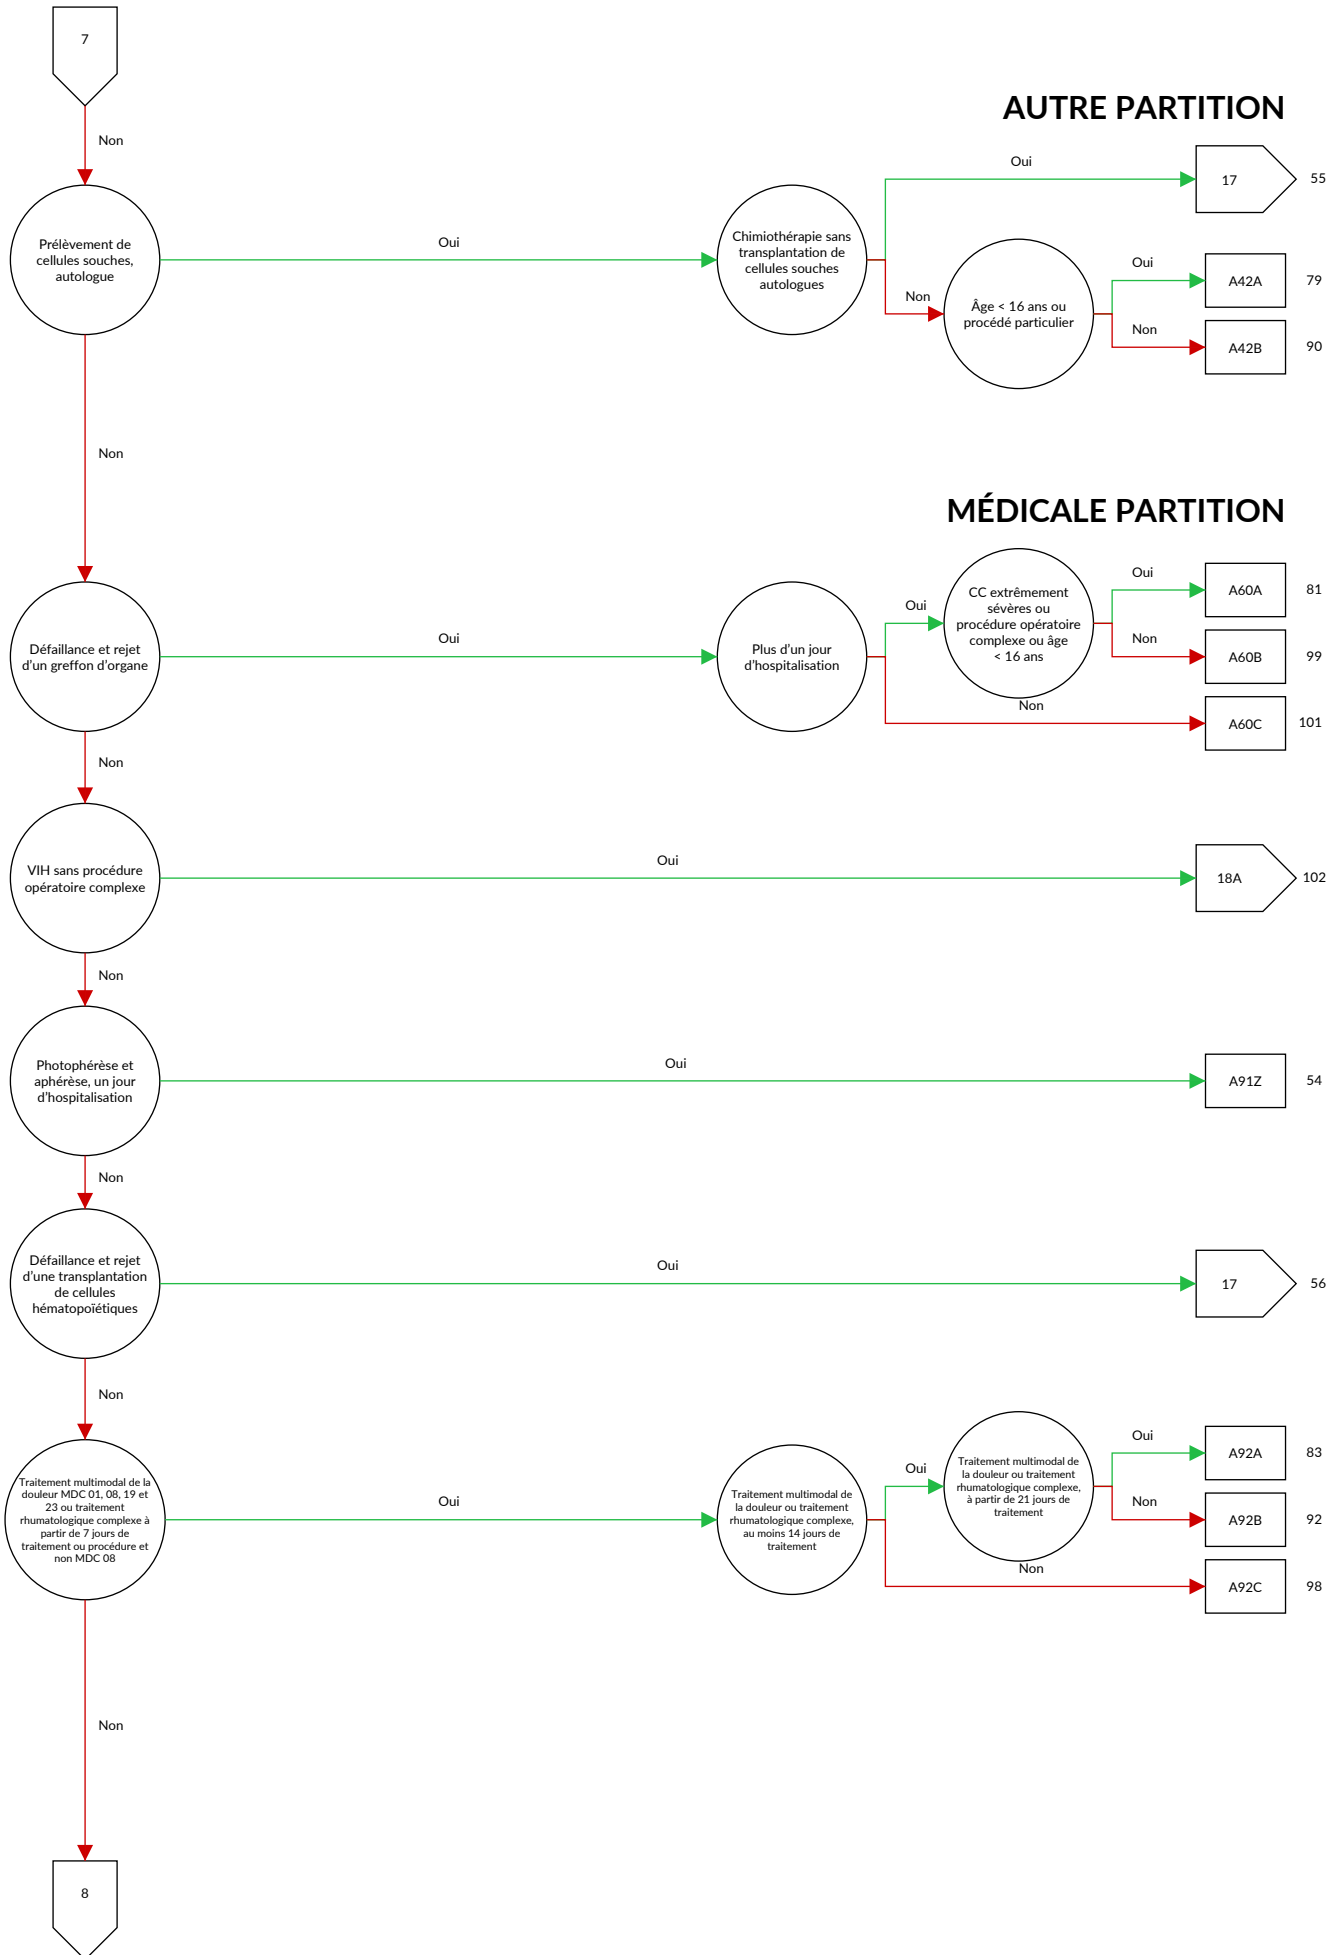 7
Non
AUTRE PARTITION
Prélèvement de
cellules souches,
autologue
Oui
Chimiothérapie sans
transplantation de
cellules souches
autologues
Oui
17
55
Non
Âge < 16 ans ou
procédé particulier
Oui
A42A
79
Non
A42B
90
Non
MÉDICALE PARTITION
Défaillance et rejet
d'un greffon d'organe
Oui
Plus d'un jour
d'hospitalisation
Oui
CC extrêmement
sévères ou
procédure opératoire
complexe ou âge
< 16 ans
Oui
A60A
81
Non
A60B
99
Non
A60C
101
Non
VIH sans procédure
opératoire complexe
Oui
18A
102
Non
Photophérèse et
aphérèse, un jour
d'hospitalisation
Oui
A91Z
54
Non
Défaillance et rejet
d'une transplantation
de cellules
hématopoïétiques
Oui
17
56
Non
Traitement multimodal de la
douleur MDC 01, 08, 19 et
23 ou traitement
rhumatologique complexe à
partir de 7 jours de
traitement ou procédure et
non MDC 08
Oui
Traitement multimodal de
la douleur ou traitement
rhumatologique complexe,
au moins 14 jours de
traitement
Oui
Traitement multimodal de
la douleur ou traitement
rhumatologique complexe,
à partir de 21 jours de
traitement
Oui
A92A
83
Non
A92B
92
Non
A92C
98
Non
8